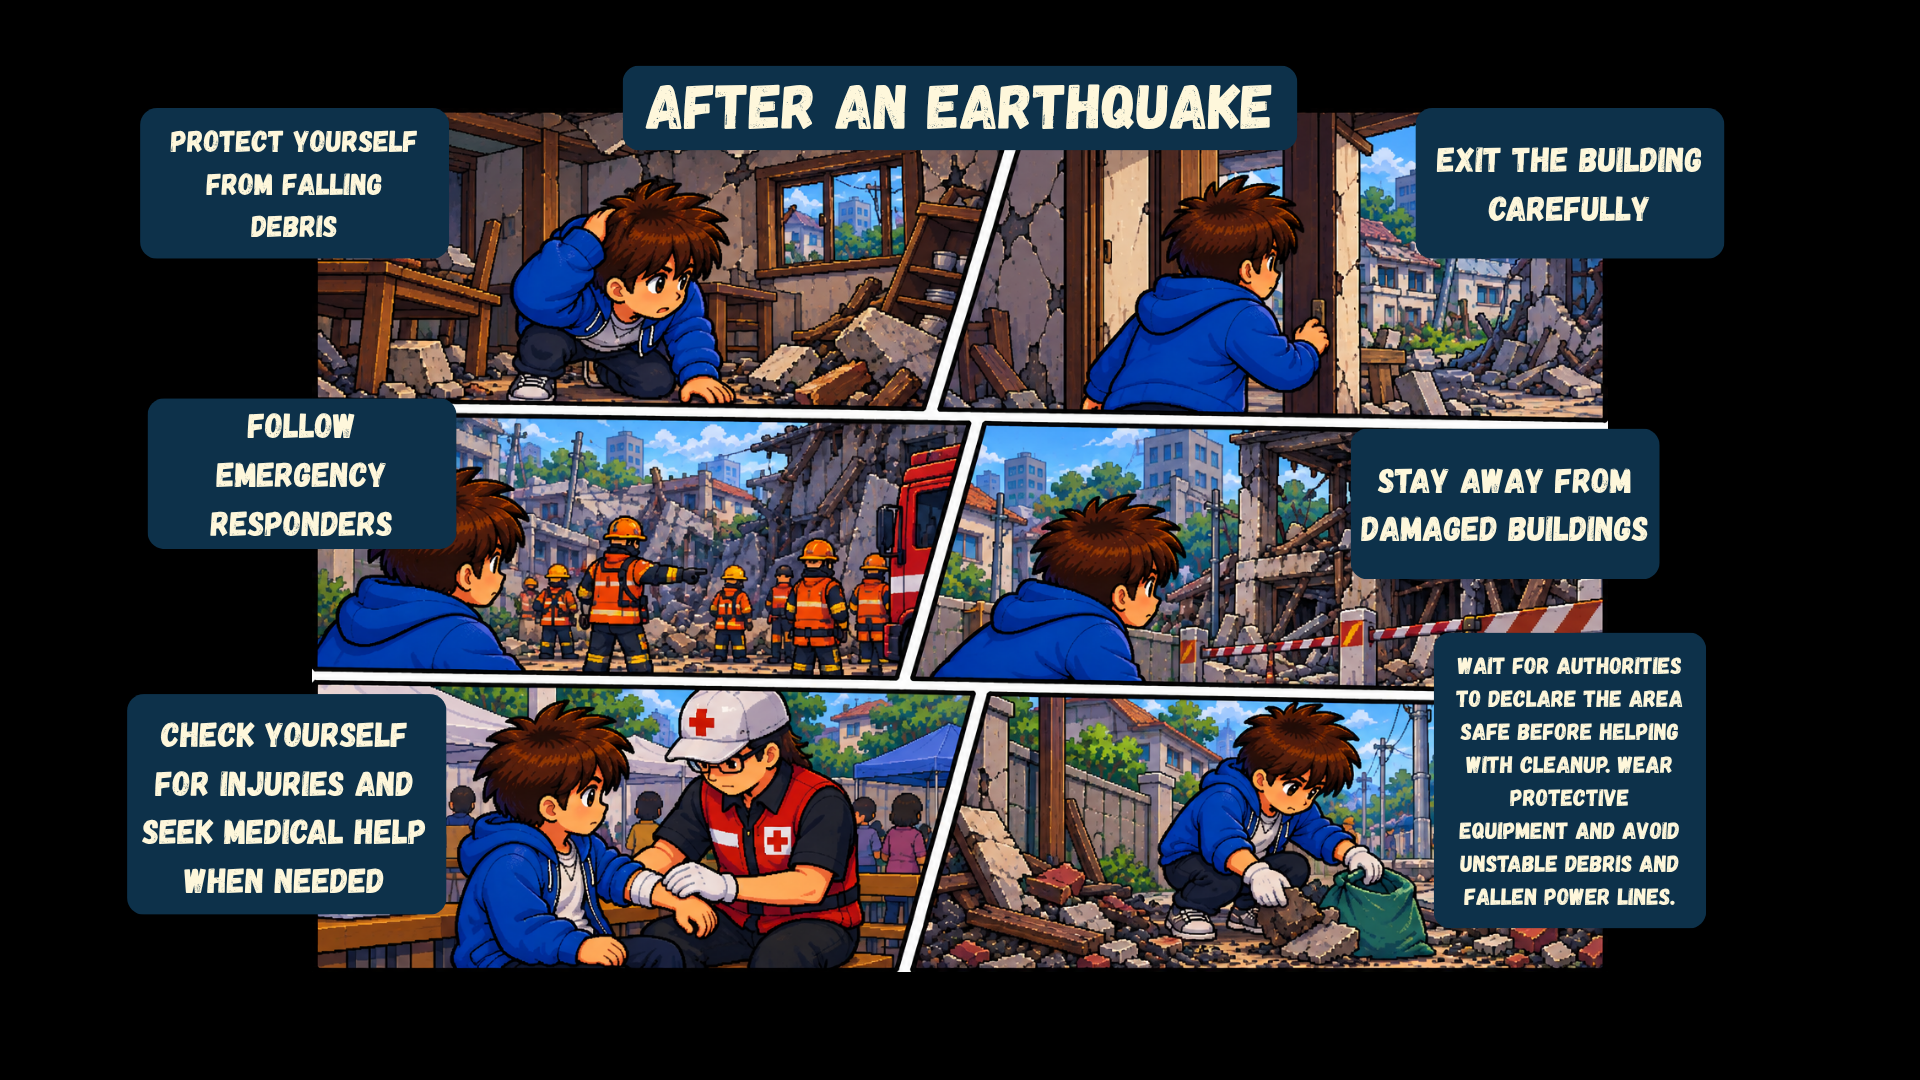 AFTER AN EARTHQUAKE
PROTECT YOURSELF
FROM FALLING
DEBRIS
EXIT THE BUILDING
CAREFULLY
FOLLOW
EMERGENCY
RESPONDERS
STAY AWAY FROM
DAMAGED BUILDINGS
CHECK YOURSELF
FOR INJURIES AND
SEEK MEDICAL HELP
WHEN NEEDED
WAIT FOR AUTHORITIES
TO DECLARE THE AREA
SAFE BEFORE HELPING
WITH CLEANUP. WEAR
PROTECTIVE
EQUIPMENT AND AVOID
UNSTABLE DEBRIS AND
FALLEN POWER LINES.